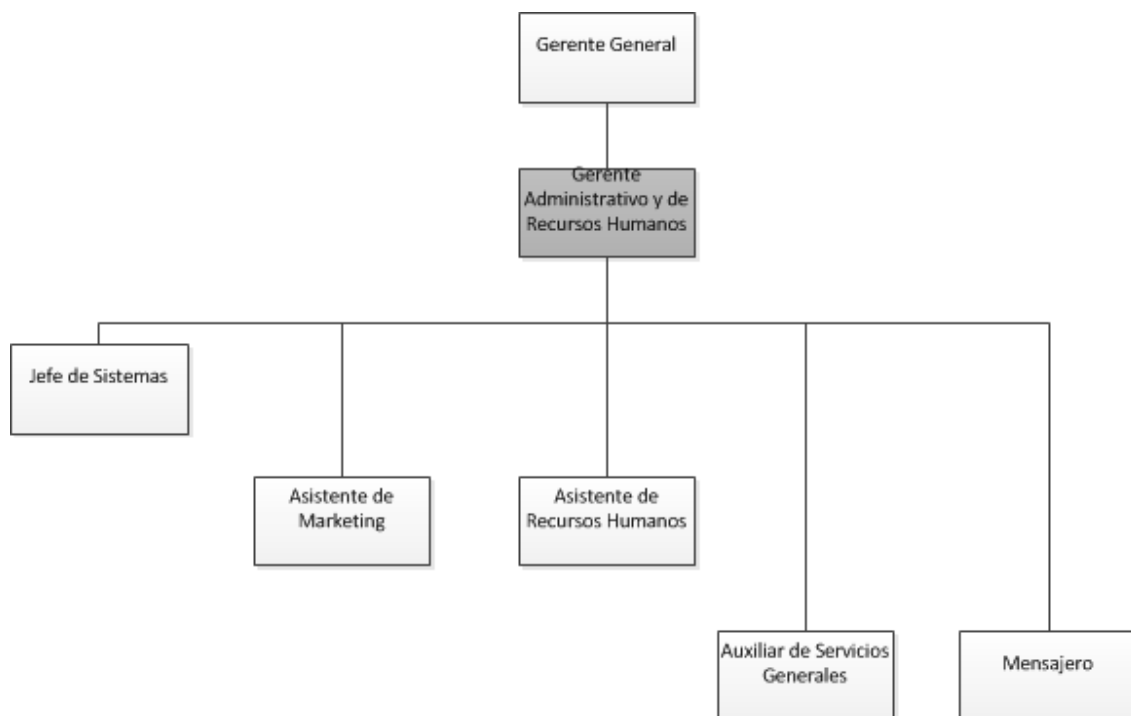 Gerente General
Gerente
Administrativo y de
Recursos Humanos
Jefe de Sistemas
Asistente de
Marketing
Asistente de
Recursos Humanos
Auxiliar de Servicios
Generales
Mensajero